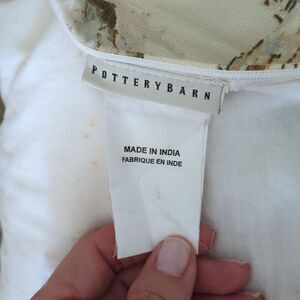 POTTERYBARN
MADE IN INDIA
FABRIQUE EN INDE